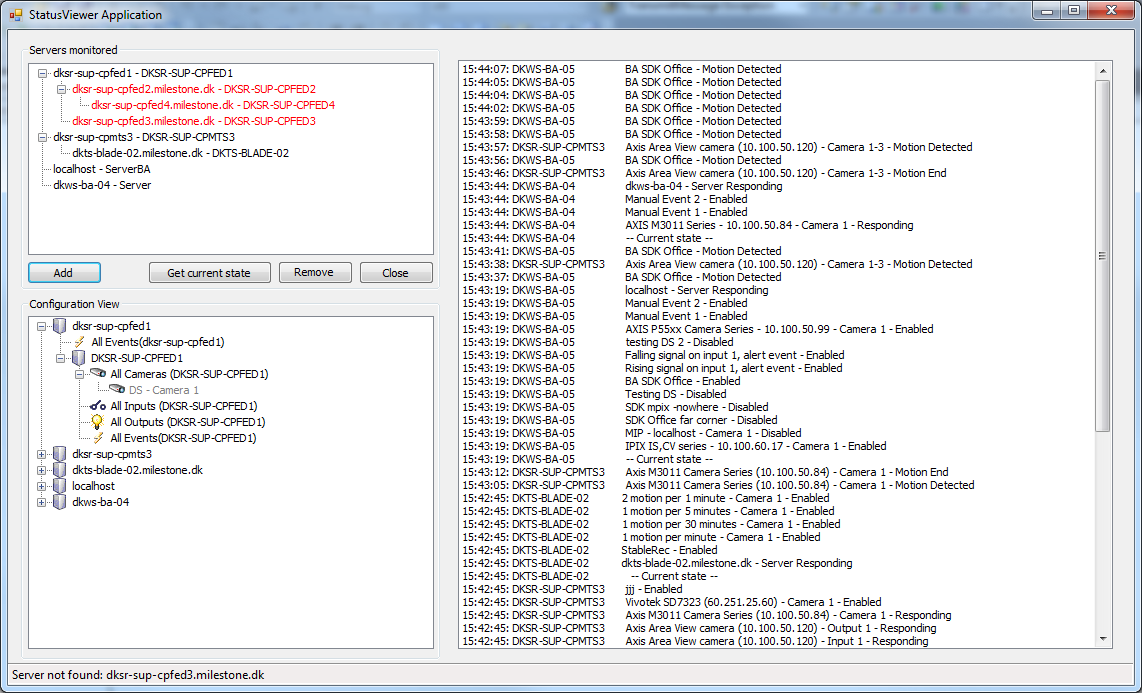 StatusViewer Application
Servers monitored
dksr-sup-cpfed1 - DKSR-SUP-CPFED1
dksr-sup-cpfed2.milestone.dk - DKSR-SUP-CPFED2
dksr-sup-cpfed4.milestone.dk - DKSR-SUP-CPFED4
dksr-sup-cpfed3.milestone.dk - DKSR-SUP-CPFED3
dksr-sup-cpmts3 - DKSR-SUP-CPMTS3
dkts-blade-02.milestone.dk - DKTS-BLADE-02
localhost - ServerBA
dkws-ba-04 - Server
Add
Get current state
Remove
Close
Configuration View
dksr-sup-cpfed1
All Events(dksr-sup-cpfed1)
DKSR-SUP-CPFED1
All Cameras (DKSR-SUP-CPFED1)
DS - Camera 1
All Inputs (DKSR-SUP-CPFED1)
All Outputs (DKSR-SUP-CPFED1)
All Events(DKSR-SUP-CPFED1)
dksr-sup-cpmts3
dkts-blade-02.milestone.dk
localhost
dkws-ba-04
15:44:07: DKWS-BA-05 BA SDK Office - Motion Detected
15:44:05: DKWS-BA-05 BA SDK Office - Motion Detected
15:44:04: DKWS-BA-05 BA SDK Office - Motion Detected
15:44:02: DKWS-BA-05 BA SDK Office - Motion Detected
15:43:59: DKWS-BA-05 BA SDK Office - Motion Detected
15:43:58: DKWS-BA-05 BA SDK Office - Motion Detected
15:43:57: DKSR-SUP-CPMTS3 Axis Area View camera (10.100.50.120) - Camera 1-3 - Motion Detected
15:43:56: DKWS-BA-05 BA SDK Office - Motion Detected
15:43:46: DKSR-SUP-CPMTS3 Axis Area View camera (10.100.50.120) - Camera 1-3 - Motion End
15:43:44: DKWS-BA-04 dkws-ba-04 - Server Responding
15:43:44: DKWS-BA-04 Manual Event 2 - Enabled
15:43:44: DKWS-BA-04 Manual Event 1 - Enabled
15:43:44: DKWS-BA-04 AXIS M3011 Series - 10.100.50.84 - Camera 1 - Responding
15:43:44: DKWS-BA-04 -- Current state --
15:43:41: DKWS-BA-05 BA SDK Office - Motion Detected
15:43:38: DKSR-SUP-CPMTS3 Axis Area View camera (10.100.50.120) - Camera 1-3 - Motion Detected
15:43:37: DKWS-BA-05 BA SDK Office - Motion Detected
15:43:19: DKWS-BA-05 localhost - Server Responding
15:43:19: DKWS-BA-05 Manual Event 2 - Enabled
15:43:19: DKWS-BA-05 Manual Event 1 - Enabled
15:43:19: DKWS-BA-05 AXIS P55xx Camera Series - 10.100.50.99 - Camera 1 - Enabled
15:43:19: DKWS-BA-05 testing DS 2 - Disabled
15:43:19: DKWS-BA-05 Falling signal on input 1, alert event - Enabled
15:43:19: DKWS-BA-05 Rising signal on input 1, alert event - Enabled
15:43:19: DKWS-BA-05 BA SDK Office - Enabled
15:43:19: DKWS-BA-05 Testing DS - Disabled
15:43:19: DKWS-BA-05 SDK mpix -nowhere - Disabled
15:43:19: DKWS-BA-05 SDK Office far corner - Disabled
15:43:19: DKWS-BA-05 MIP - localhost - Camera 1 - Disabled
15:43:19: DKWS-BA-05 IPIX IS,CV series - 10.100.60.17 - Camera 1 - Enabled
15:43:19: DKWS-BA-05 -- Current state --
15:43:12: DKSR-SUP-CPMTS3 Axis M3011 Camera Series (10.100.50.84) - Camera 1 - Motion End
15:43:05: DKSR-SUP-CPMTS3 Axis M3011 Camera Series (10.100.50.84) - Camera 1 - Motion Detected
15:42:45: DKTS-BLADE-02 2 motion per 1 minute - Camera 1 - Enabled
15:42:45: DKTS-BLADE-02 1 motion per 5 minutes - Camera 1 - Enabled
15:42:45: DKTS-BLADE-02 1 motion per 30 minutes - Camera 1 - Enabled
15:42:45: DKTS-BLADE-02 1 motion per minute - Camera 1 - Enabled
15:42:45: DKTS-BLADE-02 StableRec - Enabled
15:42:45: DKTS-BLADE-02 dkts-blade-02.milestone.dk - Server Responding
15:42:45: DKTS-BLADE-02 -- Current state --
15:42:45: DKSR-SUP-CPMTS3 jjj - Enabled
15:42:45: DKSR-SUP-CPMTS3 Vivotek SD7323 (60.251.25.60) - Camera 1 - Enabled
15:42:45: DKSR-SUP-CPMTS3 Axis M3011 Camera Series (10.100.50.84) - Camera 1 - Responding
15:42:45: DKSR-SUP-CPMTS3 Axis Area View camera (10.100.50.120) - Output 1 - Responding
15:42:45: DKSR-SUP-CPMTS3 Axis Area View camera (10.100.50.120) - Input 1 - Responding
Server not found: dksr-sup-cpfed3.milestone.dk